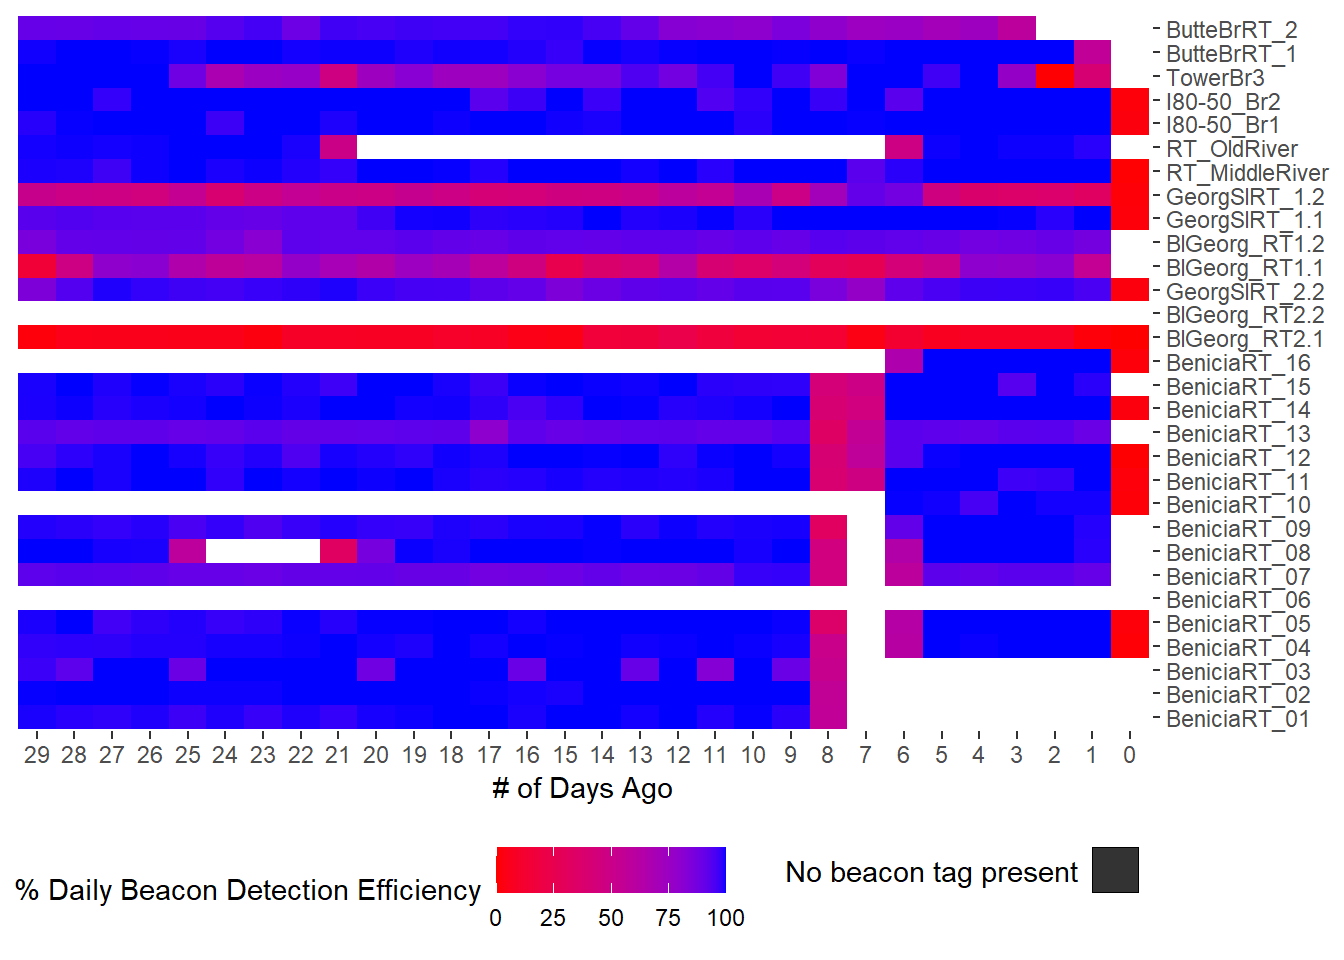 ButteBrRT_2
ButteBrRT_1
TowerBr3
I80-50_Br2
I80-50_Br1
RT_OldRiver
RT_MiddleRiver
GeorgSlRT_1.2
GeorgSlRT_1.1
BlGeorg_RT1.2
BlGeorg_RT1.1
GeorgSlRT_2.2
BlGeorg_RT2.2
BlGeorg_RT2.1
BeniciaRT_16
BeniciaRT_15
BeniciaRT_14
BeniciaRT_13
BeniciaRT_12
BeniciaRT_11
BeniciaRT_10
BeniciaRT_09
BeniciaRT_08
BeniciaRT_07
BeniciaRT_06
BeniciaRT_05
BeniciaRT_04
BeniciaRT_03
BeniciaRT_02
BeniciaRT_01
29 28 27 26 25 24 23 22 21 20 19 18 17 16 15 14 13 12 11 10 9 8 7 6 5 4 3 2 1 0
# of Days Ago
% Daily Beacon Detection Efficiency
0 25 50 75 100
No beacon tag present